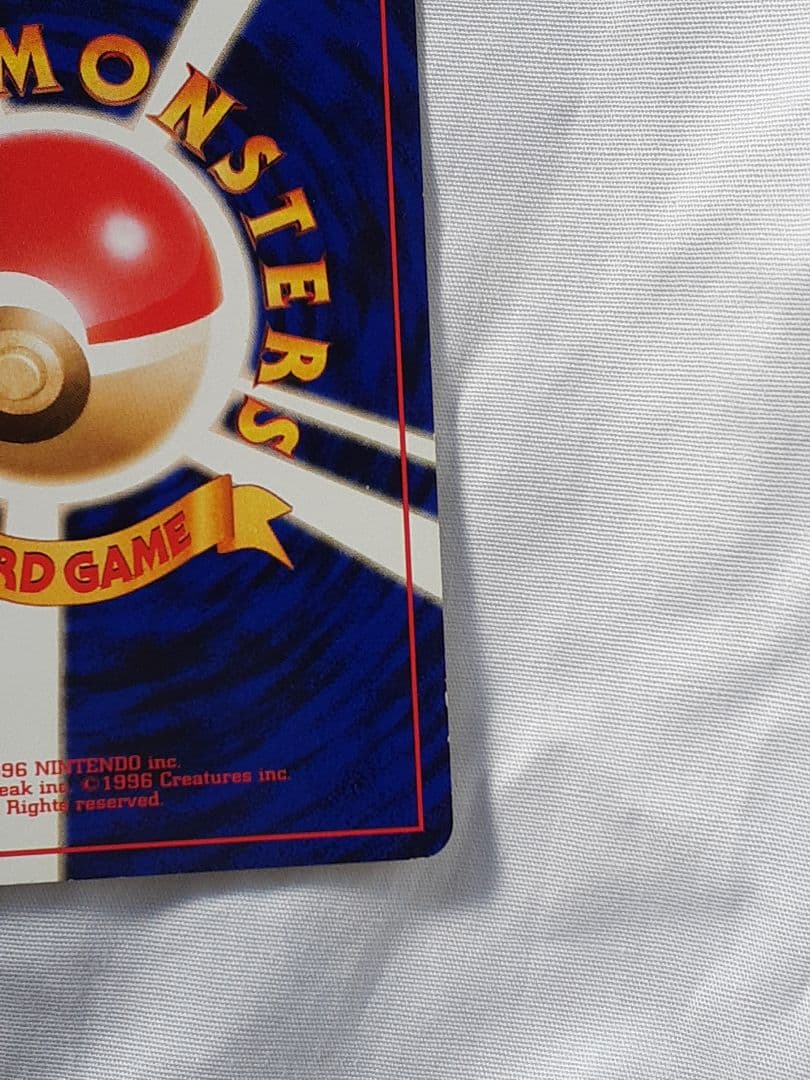 MONSTERS
RD GAME
96 NINTENDO inc.
eak inc. ©1996 Creatures inc.
Rights reserved.